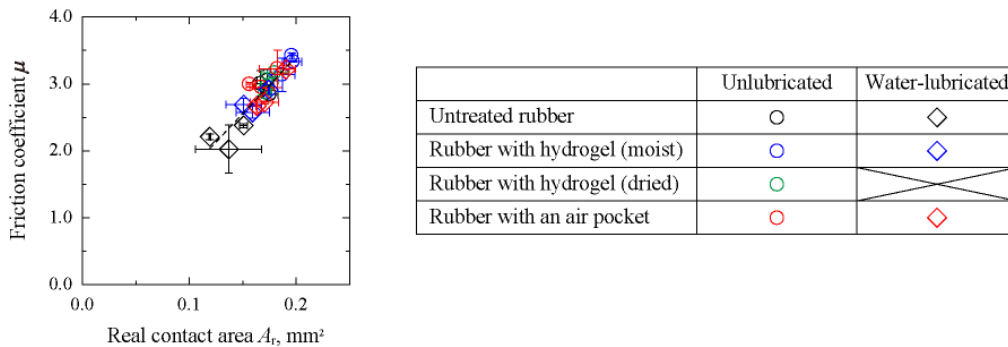 4.0
3.0
2.0
1.0
0.0
0.0
0.1
0.2
Friction coefficient μ
Real contact area Ar, mm²
Unlubricated Water-lubricated
Untreated rubber
Rubber with hydrogel (moist)
Rubber with hydrogel (dried)
Rubber with an air pocket